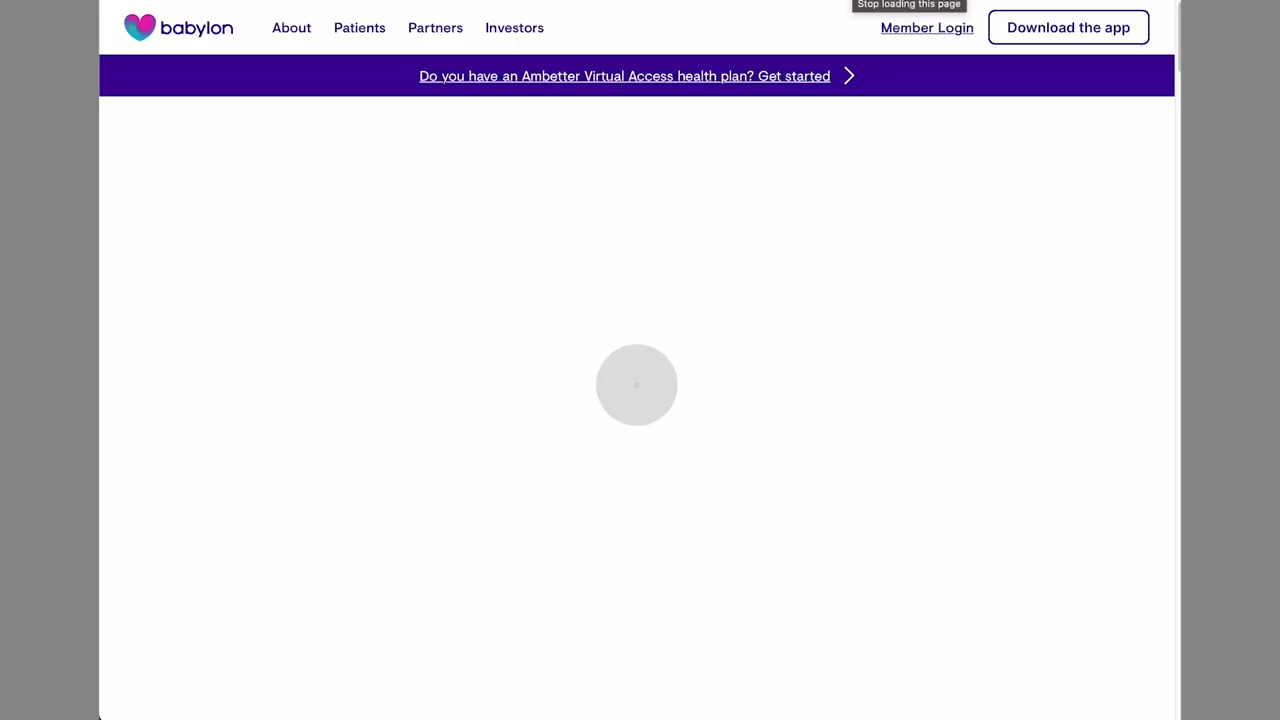 Stop loading this page
babylon About Patients Partners Investors Member Login Download the app
Do you have an Ambetter Virtual Access health plan? Get started